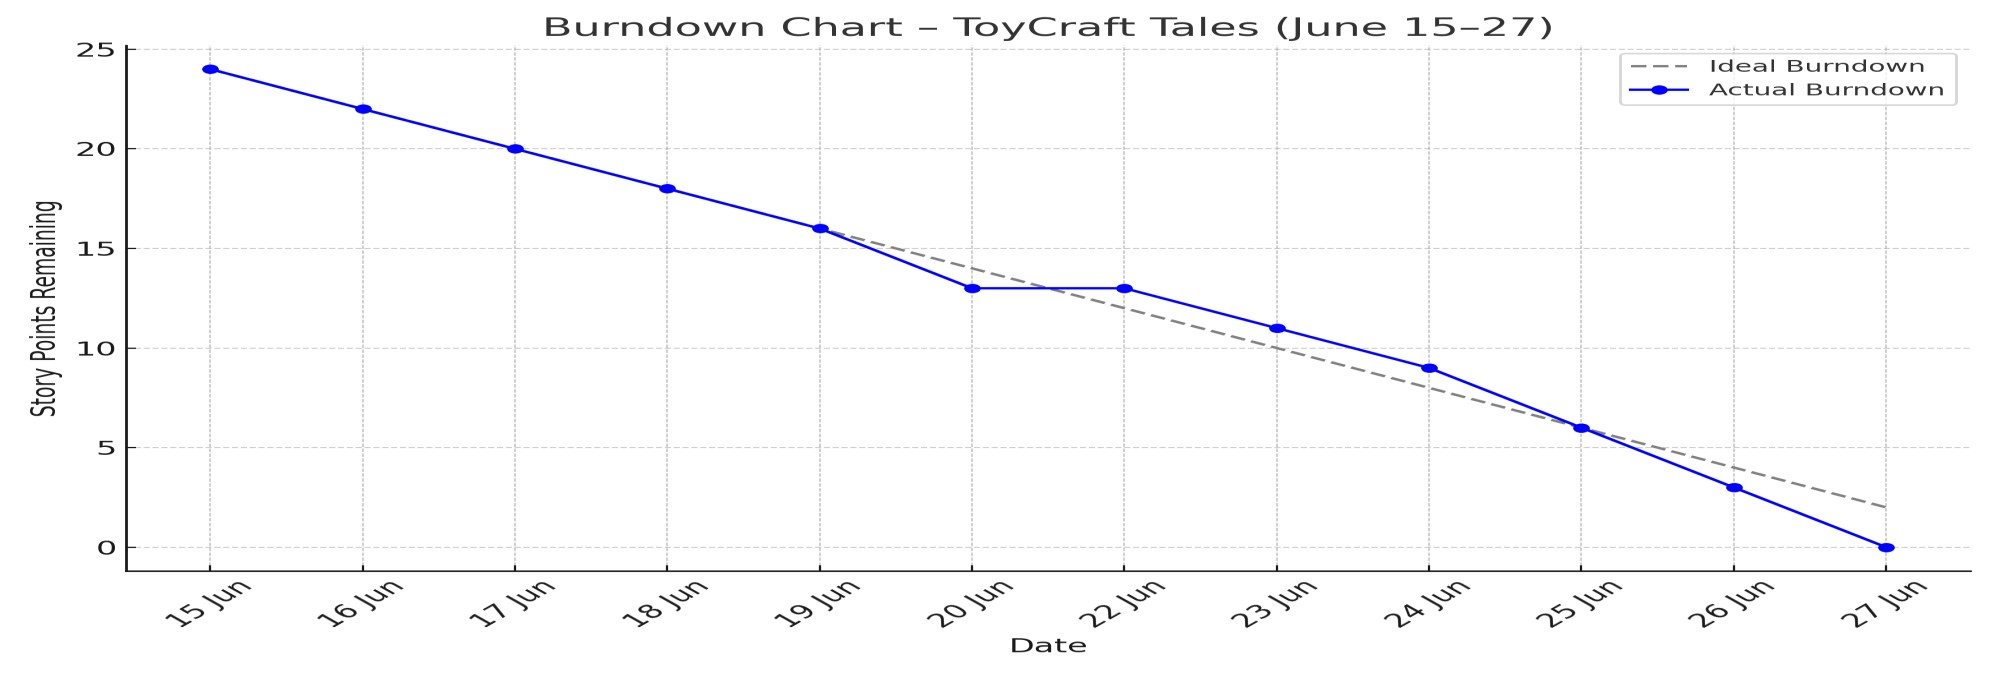 Burndown Chart – ToyCraft Tales (June 15–27)
Ideal Burndown
Actual Burndown
Story Points Remaining
25
20
15
10
5
0
15 Jun
16 Jun
17 Jun
18 Jun
19 Jun
20 Jun
22 Jun
23 Jun
24 Jun
25 Jun
26 Jun
27 Jun
Date